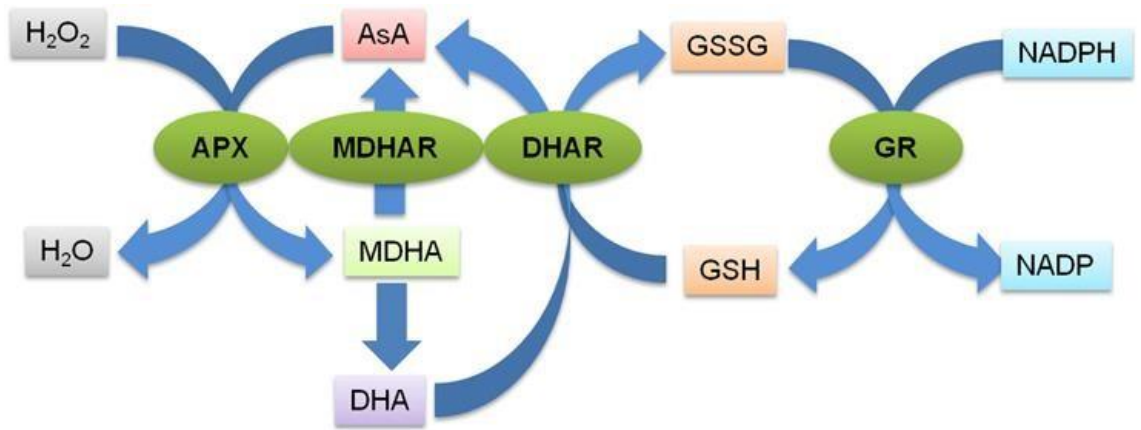 H₂O₂
AsA
GSSG
NADPH
APX
MDHAR
DHAR
GR
H₂O
MDHA
GSH
NADP
DHA